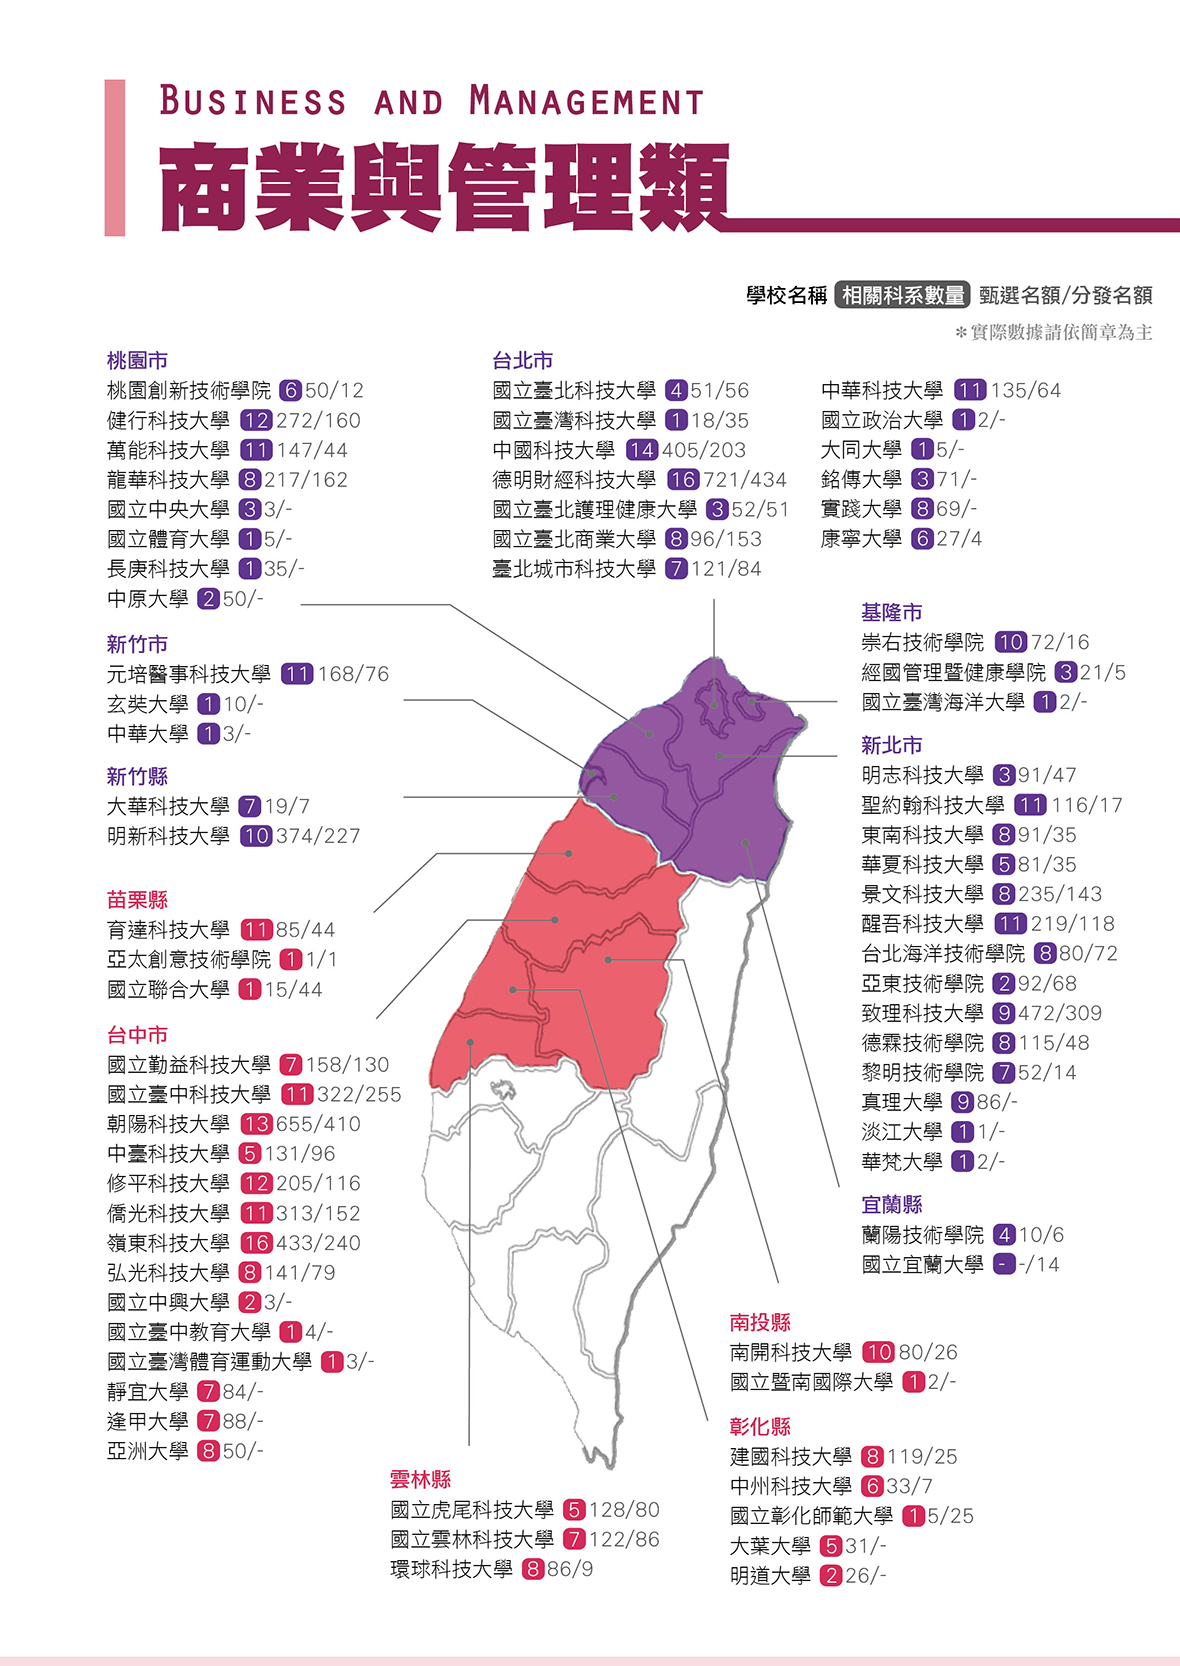 BUSINESS AND MANAGEMENT
商業與管理類
學校名稱 相關科系數量 甄選名額/分發名額
＊實際數據請依簡章為主
桃園市
桃園創新技術學院 6 50/12
健行科技大學 12 272/160
萬能科技大學 11 147/44
龍華科技大學 8 217/162
國立中央大學 3 3/-
國立體育大學 1 5/-
長庚科技大學 1 35/-
中原大學 2 50/-
新竹市
元培醫事科技大學 11 168/76
玄奘大學 1 10/-
中華大學 1 3/-
新竹縣
大華科技大學 7 19/7
明新科技大學 10 374/227
苗栗縣
育達科技大學 11 85/44
亞太創意技術學院 1 1/1
國立聯合大學 1 15/44
台中市
國立勤益科技大學 7 158/130
國立臺中科技大學 11 322/255
朝陽科技大學 13 655/410
中臺科技大學 5 131/96
修平科技大學 12 205/116
僑光科技大學 11 313/152
嶺東科技大學 16 433/240
弘光科技大學 8 141/79
國立中興大學 2 3/-
國立臺中教育大學 1 4/-
國立臺灣體育運動大學 1 3/-
靜宜大學 7 84/-
逢甲大學 7 88/-
亞洲大學 8 50/-
台北市
國立臺北科技大學 4 51/56
國立臺灣科技大學 1 18/35
中國科技大學 14 405/203
德明財經科技大學 16 721/434
國立臺北護理健康大學 3 52/51
國立臺北商業大學 8 96/153
臺北城市科技大學 7 121/84
中華科技大學 11 135/64
國立政治大學 1 2/-
大同大學 1 5/-
銘傳大學 3 71/-
實踐大學 8 69/-
康寧大學 6 27/4
基隆市
崇右技術學院 10 72/16
經國管理暨健康學院 3 21/5
國立臺灣海洋大學 1 2/-
新北市
明志科技大學 3 91/47
聖約翰科技大學 11 116/17
東南科技大學 8 91/35
華夏科技大學 5 81/35
景文科技大學 8 235/143
醒吾科技大學 11 219/118
台北海洋技術學院 8 80/72
亞東技術學院 2 92/68
致理科技大學 9 472/309
德霖技術學院 8 115/48
黎明技術學院 7 52/14
真理大學 9 86/-
淡江大學 1 1/-
華梵大學 1 2/-
宜蘭縣
蘭陽技術學院 4 10/6
國立宜蘭大學 - -/14
南投縣
南開科技大學 10 80/26
國立暨南國際大學 1 2/-
彰化縣
建國科技大學 8 119/25
中州科技大學 6 33/7
國立彰化師範大學 1 5/25
大葉大學 5 31/-
明道大學 2 26/-
雲林縣
國立虎尾科技大學 5 128/80
國立雲林科技大學 7 122/86
環球科技大學 8 86/9